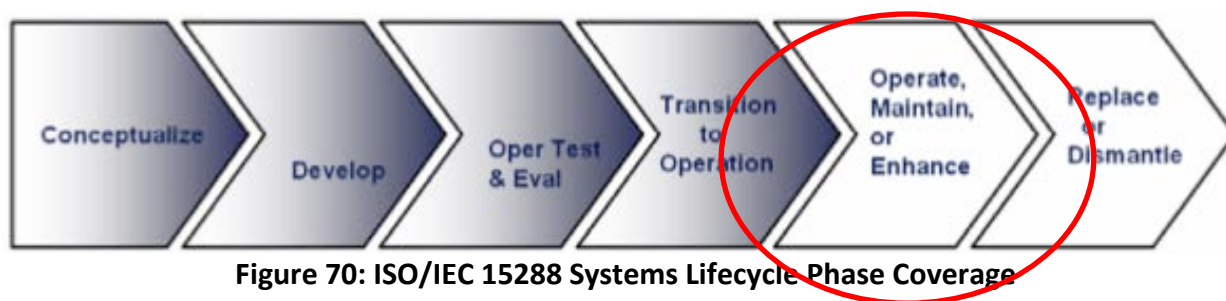 Conceptualize
Develop
Oper Test
& Eval
Transition
to
Operation
Operate,
Maintain,
or
Enhance
Replace
or
Dismantle
Figure 70: ISO/IEC 15288 Systems Lifecycle Phase Coverage